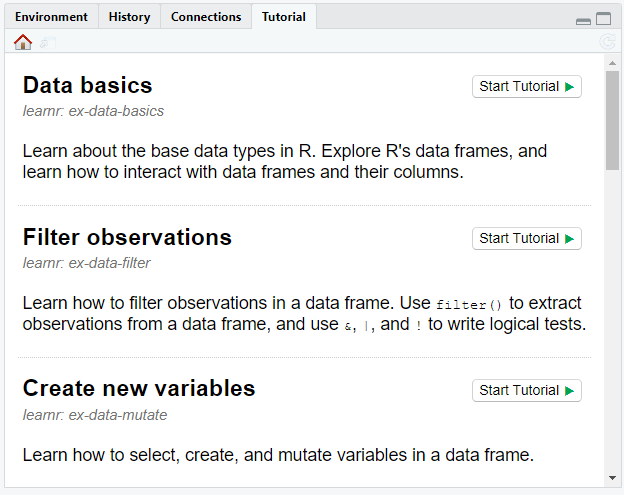 Environment History Connections Tutorial
Data basics Start Tutorial
learnr: ex-data-basics
Learn about the base data types in R. Explore R's data frames, and
learn how to interact with data frames and their columns.
Filter observations Start Tutorial
learnr: ex-data-filter
Learn how to filter observations in a data frame. Use filter() to extract
observations from a data frame, and use &, |, and ! to write logical tests.
Create new variables Start Tutorial
learnr: ex-data-mutate
Learn how to select, create, and mutate variables in a data frame.